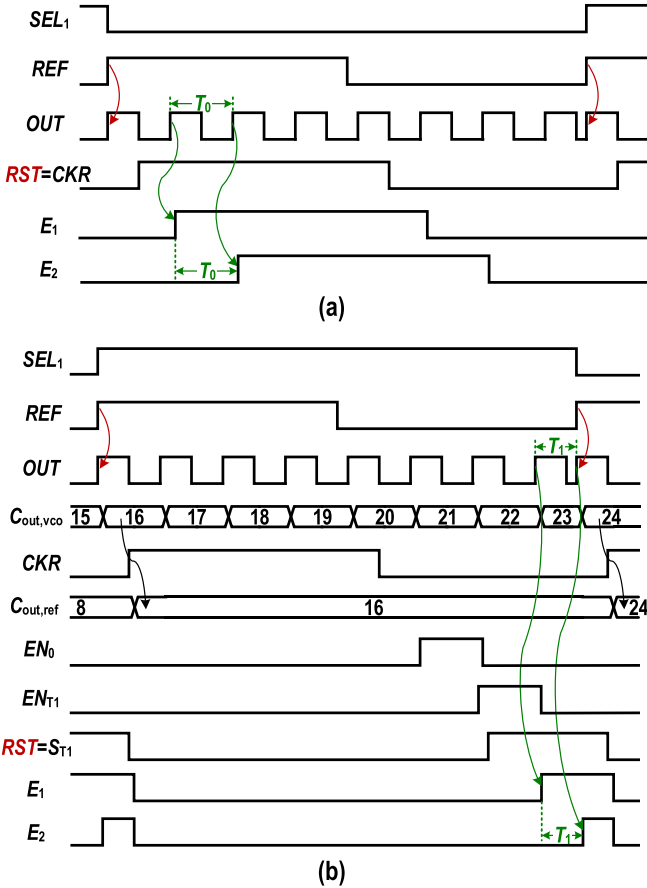 SEL₁
REF
T₀
OUT
RST=CKR
E₁
T₀
E₂
(a)
SEL₁
REF
T₁
OUT
Cout,vco 15 16 17 18 19 20 21 22 23 24
CKR
Cout,ref 8 16 24
EN₀
ENT1
RST=ST1
E₁
T₁
E₂
(b)